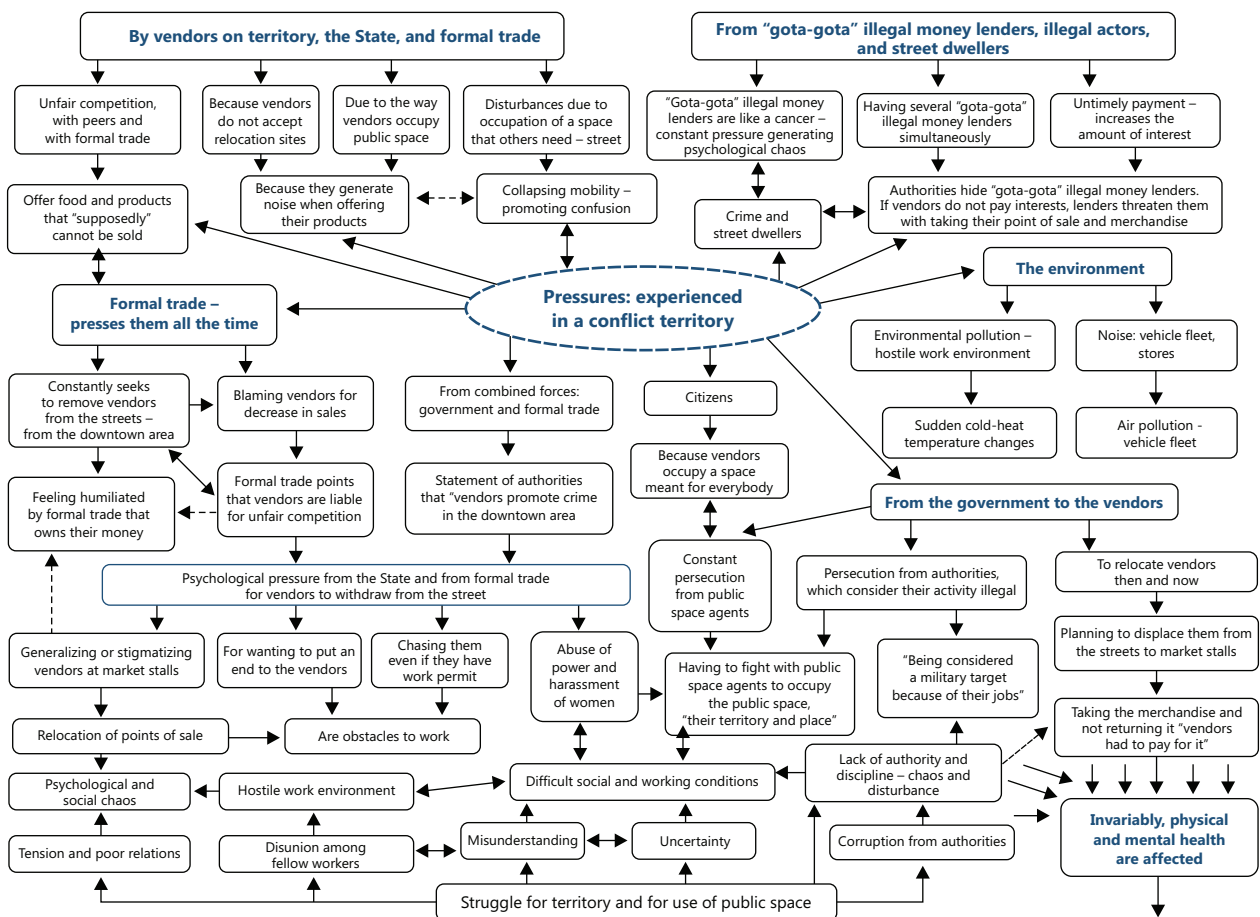 By vendors on territory, the State, and formal trade
From “gota-gota” illegal money lenders, illegal actors,
and street dwellers
Unfair competition,
with peers and
with formal trade
Because vendors
do not accept
relocation sites
Due to the way
vendors occupy
public space
Disturbances due to
occupation of a space
that others need – street
“Gota-gota” illegal money
lenders are like a cancer –
constant pressure generating
psychological chaos
Having several “gota-gota”
illegal money lenders
simultaneously
Untimely payment –
increases the
amount of interest
Offer food and products
that “supposedly”
cannot be sold
Because they generate
noise when offering
their products
Collapsing mobility –
promoting confusion
Crime and
street dwellers
Authorities hide “gota-gota” illegal money lenders.
If vendors do not pay interests, lenders threaten them
with taking their point of sale and merchandise
Formal trade –
presses them all the time
Pressures: experienced
in a conflict territory
The environment
Environmental pollution –
hostile work environment
Noise: vehicle fleet,
stores
Constantly seeks
to remove vendors
from the streets –
from the downtown area
Blaming vendors for
decrease in sales
From combined forces:
government and formal trade
Citizens
Sudden cold-heat
temperature changes
Air pollution -
vehicle fleet
Feeling humiliated
by formal trade that
owns their money
Formal trade points
that vendors are liable
for unfair competition
Statement of authorities
that “vendors promote crime
in the downtown area
Because vendors
occupy a space
meant for everybody
From the government to the vendors
Psychological pressure from the State and from formal trade
for vendors to withdraw from the street
Constant
persecution
from public
space agents
Persecution from authorities,
which consider their activity illegal
To relocate vendors
then and now
Generalizing or stigmatizing
vendors at market stalls
For wanting to put an
end to the vendors
Chasing them
even if they have
work permit
Abuse of
power and
harassment
of women
Having to fight with public
space agents to occupy
the public space,
“their territory and place”
“Being considered
a military target
because of their jobs”
Planning to displace them from
the streets to market stalls
Relocation of points of sale
Are obstacles to work
Taking the merchandise and
not returning it “vendors
had to pay for it”
Psychological and
social chaos
Hostile work environment
Difficult social and working conditions
Lack of authority and
discipline – chaos and
disturbance
Invariably, physical
and mental health
are affected
Tension and poor relations
Disunion among
fellow workers
Misunderstanding
Uncertainty
Corruption from authorities
Struggle for territory and for use of public space